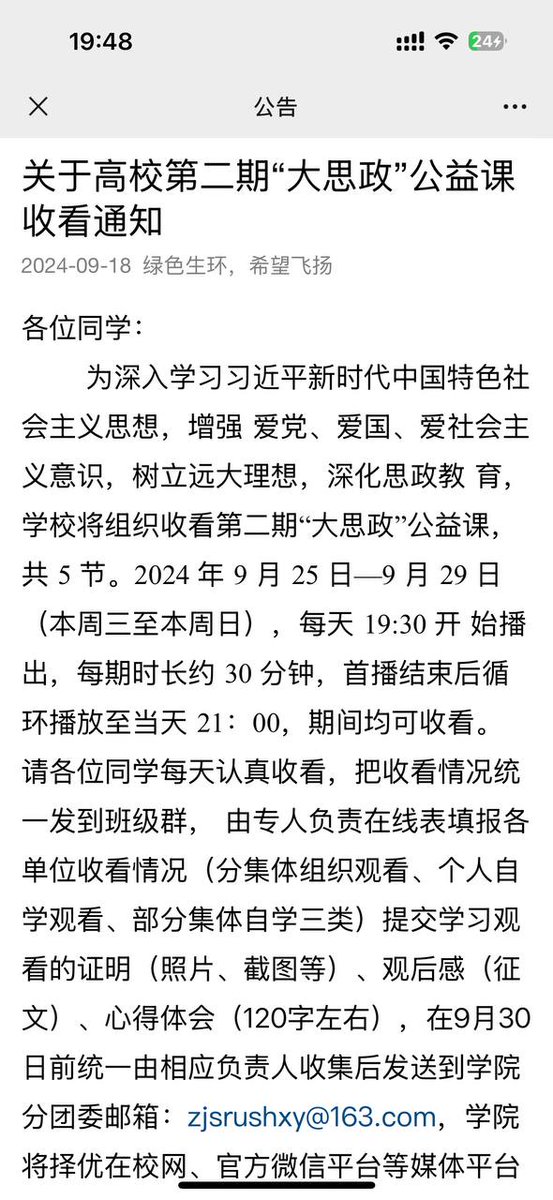 19:48
24
公告
关于高校第二期“大思政”公益课
收看通知
2024-09-18 绿色生环，希望飞扬
各位同学：
为深入学习习近平新时代中国特色社
会主义思想，增强 爱党、爱国、爱社会主
义意识，树立远大理想，深化思政教 育，
学校将组织收看第二期“大思政”公益课，
共 5 节。2024 年 9 月 25 日—9 月 29 日
（本周三至本周日），每天 19:30 开 始播
出，每期时长约 30 分钟，首播结束后循
环播放至当天 21：00，期间均可收看。
请各位同学每天认真收看，把收看情况统
一发到班级群， 由专人负责在线表填报各
单位收看情况（分集体组织观看、个人自
学观看、部分集体自学三类）提交学习观
看的证明（照片、截图等）、观后感（征
文）、心得体会（120字左右），在9月30
日前统一由相应负责人收集后发送到学院
分团委邮箱：zjsrushxy@163.com，学院
将择优在校网、官方微信平台等媒体平台